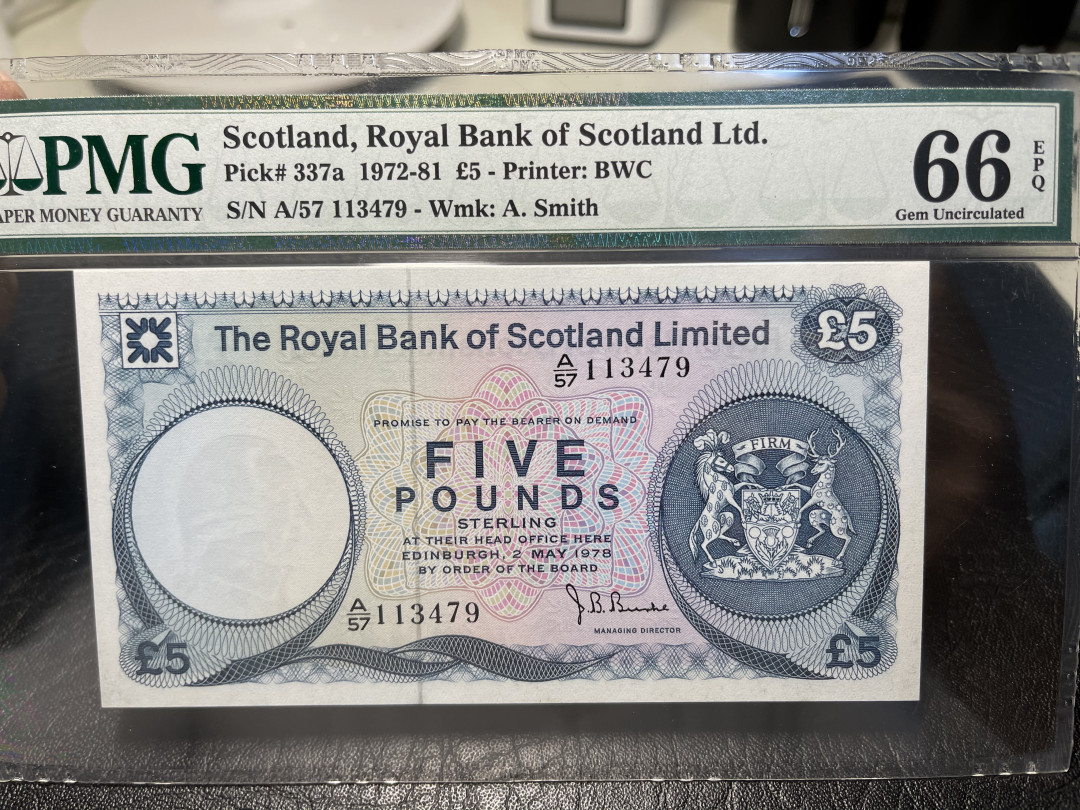 PMG
PAPER MONEY GUARANTY
Scotland, Royal Bank of Scotland Ltd.
Pick# 337a 1972-81 £5 - Printer: BWC
S/N A/57 113479 - Wmk: A. Smith
66
EPQ
Gem Uncirculated
The Royal Bank of Scotland Limited
£5
A/57 113479
PROMISE TO PAY THE BEARER ON DEMAND
FIVE
POUNDS
STERLING
AT THEIR HEAD OFFICE HERE
EDINBURGH, 2 MAY 1978
BY ORDER OF THE BOARD
FIRM
A/57 113479
J.B. Burke
MANAGING DIRECTOR
£5
£5